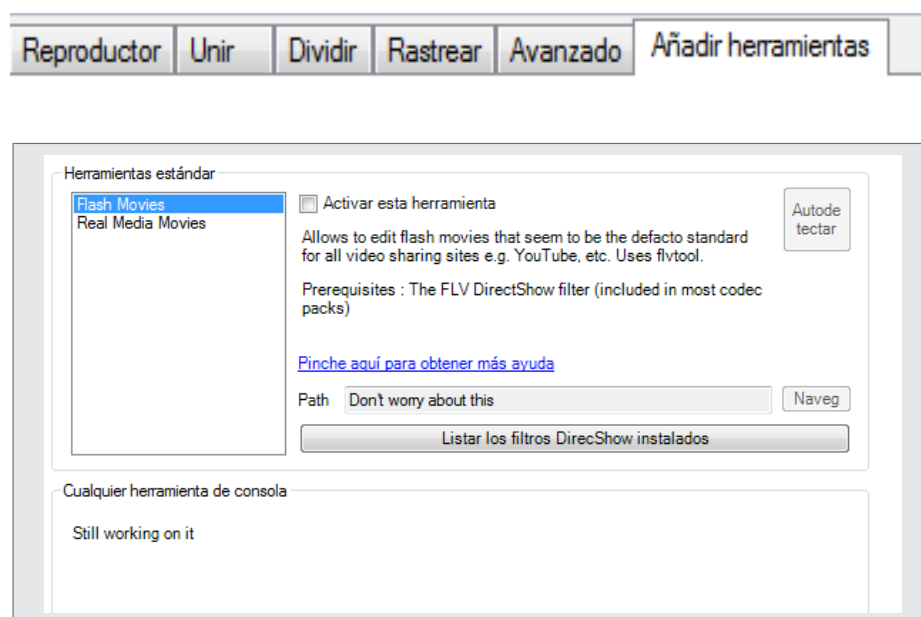 Reproductor Unir Dividir Rastrear Avanzado Añadir herramientas
Herramientas estándar
Flash Movies
Real Media Movies
Activar esta herramienta
Autode
tectar
Allows to edit flash movies that seem to be the defacto standard
for all video sharing sites e.g. YouTube, etc. Uses flvtool.
Prerequisites : The FLV DirectShow filter (included in most codec
packs)
Pinche aquí para obtener más ayuda
Path Don't worry about this Naveg
Listar los filtros DirecShow instalados
Cualquier herramienta de consola
Still working on it